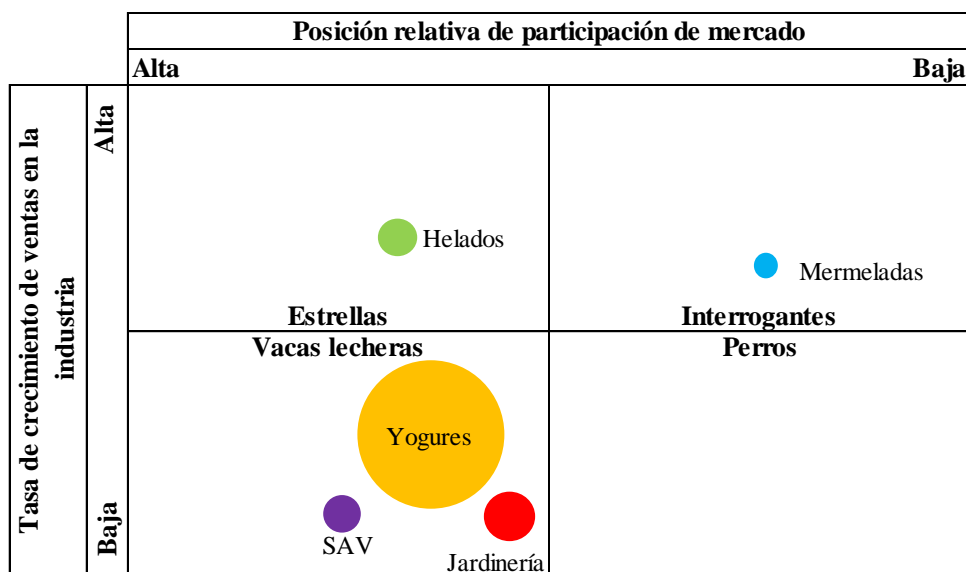 Posición relativa de participación de mercado
Alta
Baja
Tasa de crecimiento de ventas en la
industria
Alta
Baja
Helados
Mermeladas
Estrellas
Interrogantes
Vacas lecheras
Perros
Yogures
SAV
Jardinería